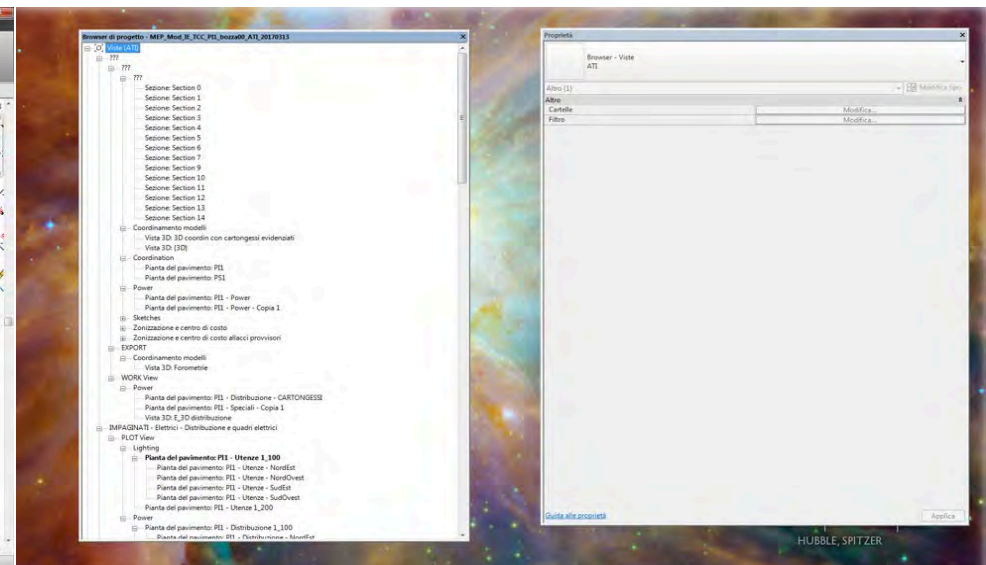 Browser di progetto - MEP_Mod_IE_TCC_PI1_bozza00_ATI_20170313
Viste (ATI)
???
???
???
Sezione: Section 0
Sezione: Section 1
Sezione: Section 2
Sezione: Section 3
Sezione: Section 4
Sezione: Section 5
Sezione: Section 6
Sezione: Section 7
Sezione: Section 9
Sezione: Section 10
Sezione: Section 11
Sezione: Section 12
Sezione: Section 13
Sezione: Section 14
Coordinamento modelli
Vista 3D: 3D coordin con cartongessi evidenziati
Vista 3D: {3D}
Coordination
Pianta del pavimento: PI1
Pianta del pavimento: PS1
Power
Pianta del pavimento: PI1 - Power
Pianta del pavimento: PI1 - Power - Copia 1
Sketches
Zonizzazione e centro di costo
Zonizzazione e centro di costo allacci provvisori
EXPORT
Coordinamento modelli
Vista 3D: Forometrie
WORK View
Power
Pianta del pavimento: PI1 - Distribuzione - CARTONGESSI
Pianta del pavimento: PI1 - Speciali - Copia 1
Vista 3D: E_3D distribuzione
IMPAGINATI - Elettrici - Distribuzione e quadri elettrici
PLOT View
Lighting
Pianta del pavimento: PI1 - Utenze 1_100
Pianta del pavimento: PI1 - Utenze - NordEst
Pianta del pavimento: PI1 - Utenze - NordOvest
Pianta del pavimento: PI1 - Utenze - SudEst
Pianta del pavimento: PI1 - Utenze - SudOvest
Pianta del pavimento: PI1 - Utenze 1_200
Power
Pianta del pavimento: PI1 - Distribuzione 1_100
Pianta del pavimento: PI1 - Distribuzione - NordEst
Proprietà
Browser - Viste
ATI
Altro (1)
Modifica tipo
Altro
Cartelle Modifica...
Filtro Modifica...
Guida alle proprietà
Applica
HUBBLE, SPITZER